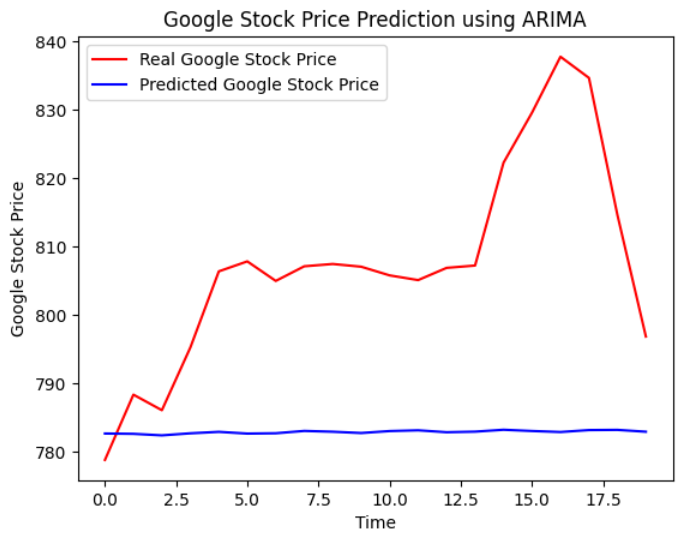 Google Stock Price Prediction using ARIMA
Real Google Stock Price
Predicted Google Stock Price
Google Stock Price
840
830
820
810
800
790
780
0.0 2.5 5.0 7.5 10.0 12.5 15.0 17.5
Time